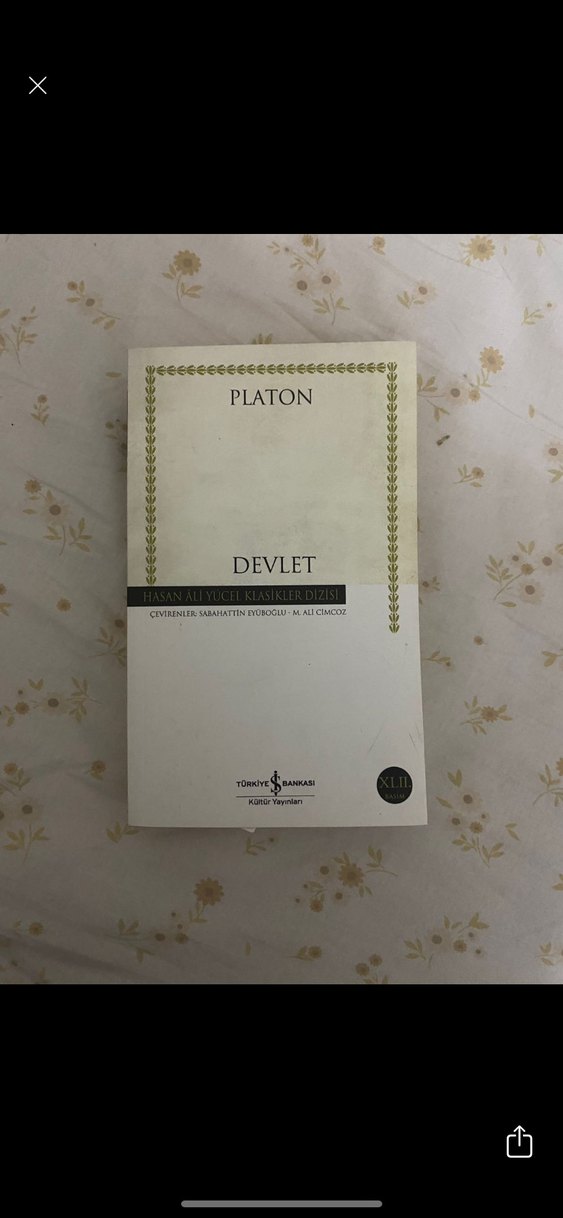 PLATON
DEVLET
HASAN ÂLİ YÜCEL KLASİKLER DİZİSİ
ÇEVİRENLER: SABAHATTİN EYÜBOĞLU - M. ALİ CİMCOZ
TÜRKİYE İŞ BANKASI
Kültür Yayınları
XLII.
BASIM